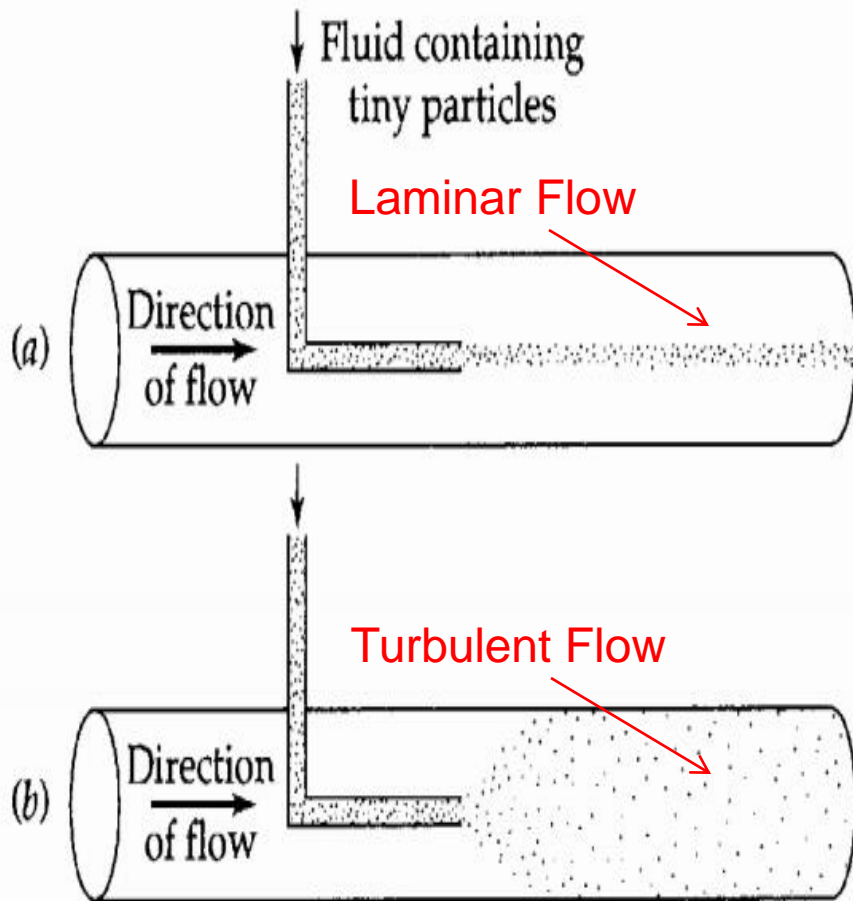 Fluid containing
tiny particles
Laminar Flow
Direction
(a)
of flow
Turbulent Flow
Direction
(b)
of flow